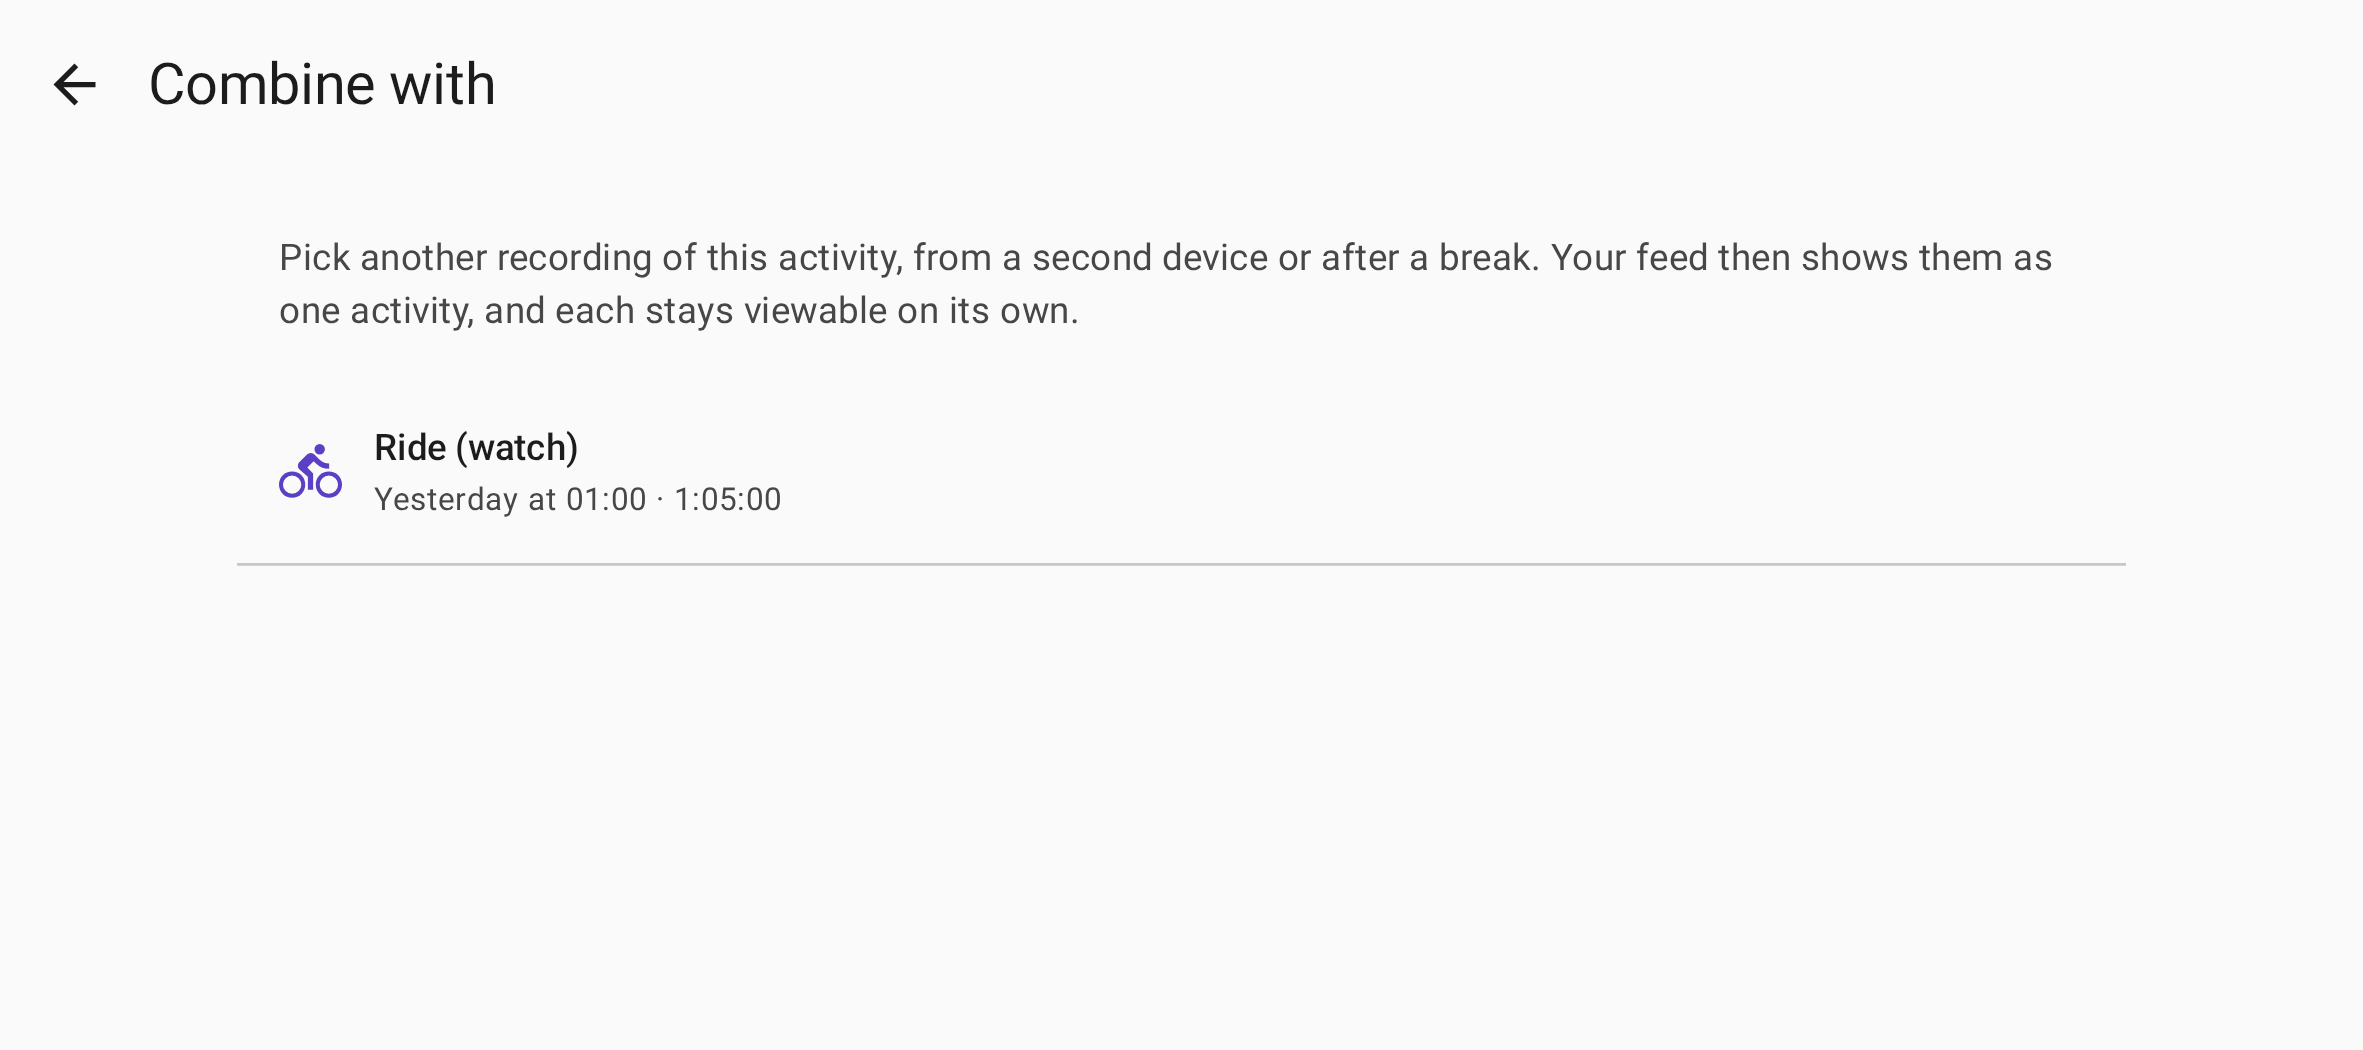 Combine with
Pick another recording of this activity, from a second device or after a break. Your feed then shows them as
one activity, and each stays viewable on its own.
Ride (watch)
Yesterday at 01:00 · 1:05:00